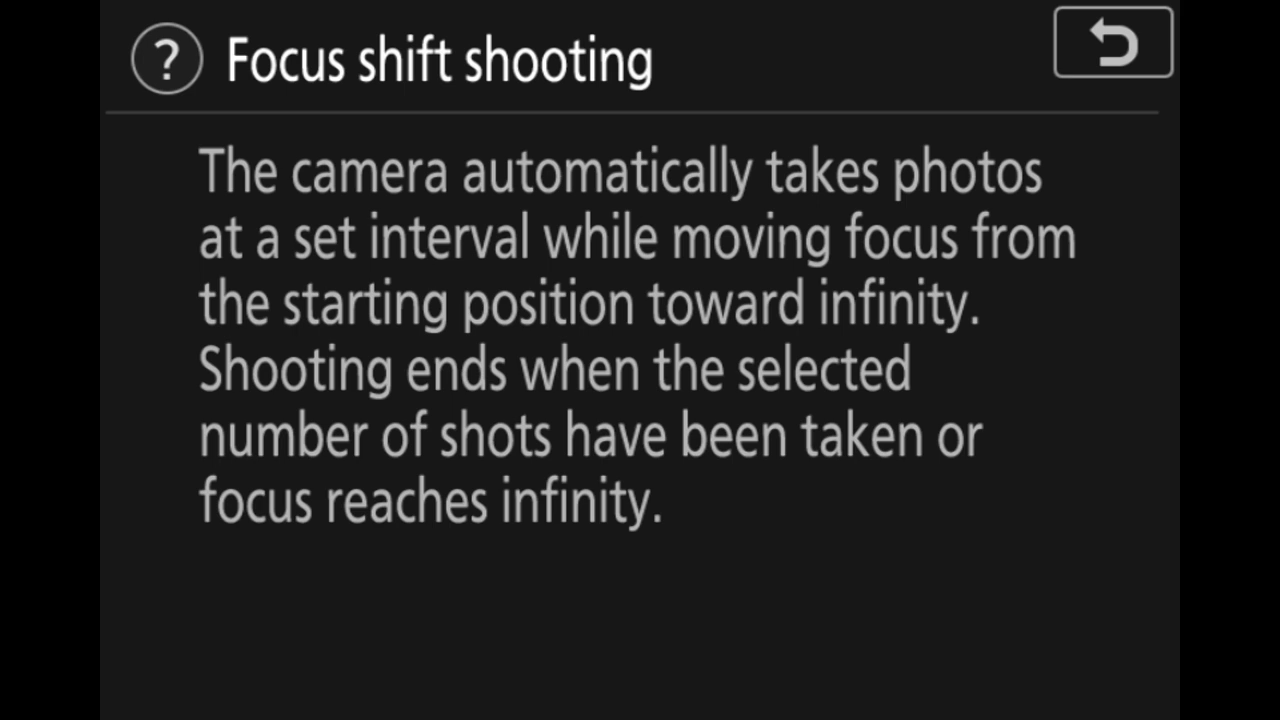 ? Focus shift shooting
The camera automatically takes photos
at a set interval while moving focus from
the starting position toward infinity.
Shooting ends when the selected
number of shots have been taken or
focus reaches infinity.